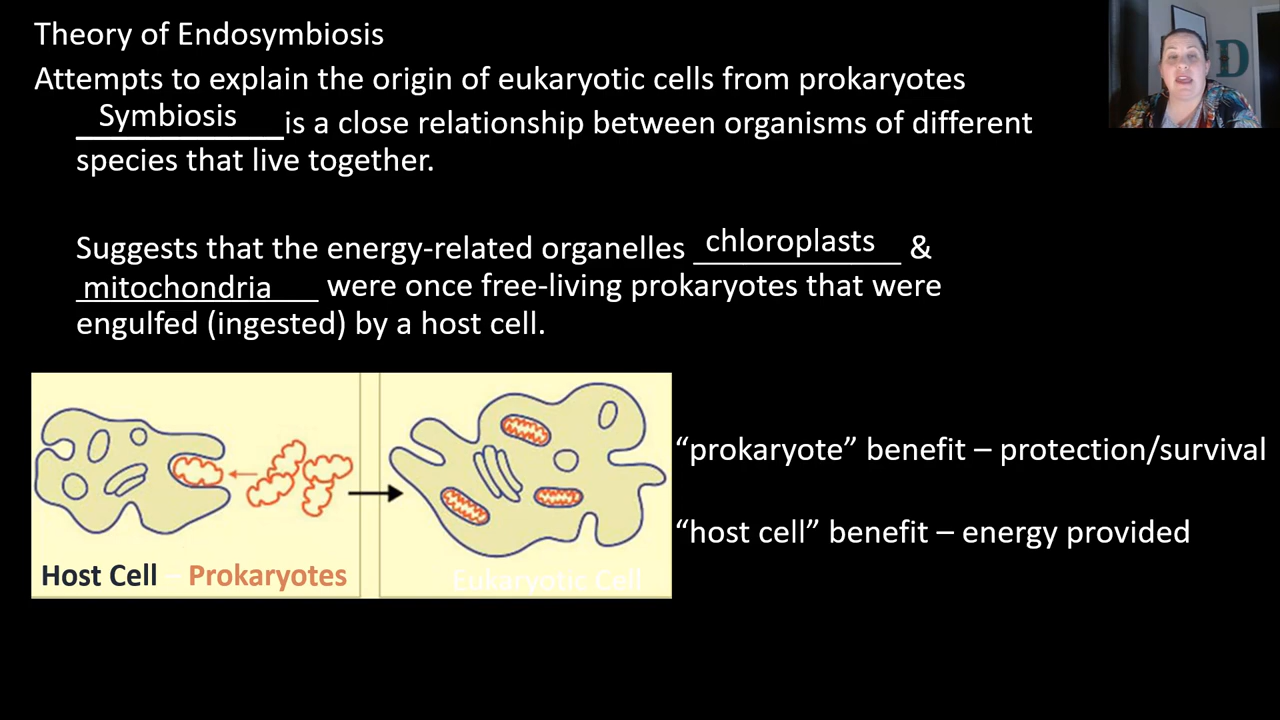 Theory of Endosymbiosis
Attempts to explain the origin of eukaryotic cells from prokaryotes
Symbiosis is a close relationship between organisms of different
species that live together.
Suggests that the energy-related organelles chloroplasts &
mitochondria were once free-living prokaryotes that were
engulfed (ingested) by a host cell.
"prokaryote" benefit – protection/survival
"host cell" benefit – energy provided
Host Cell – Prokaryotes
Eukaryotic Cell
D